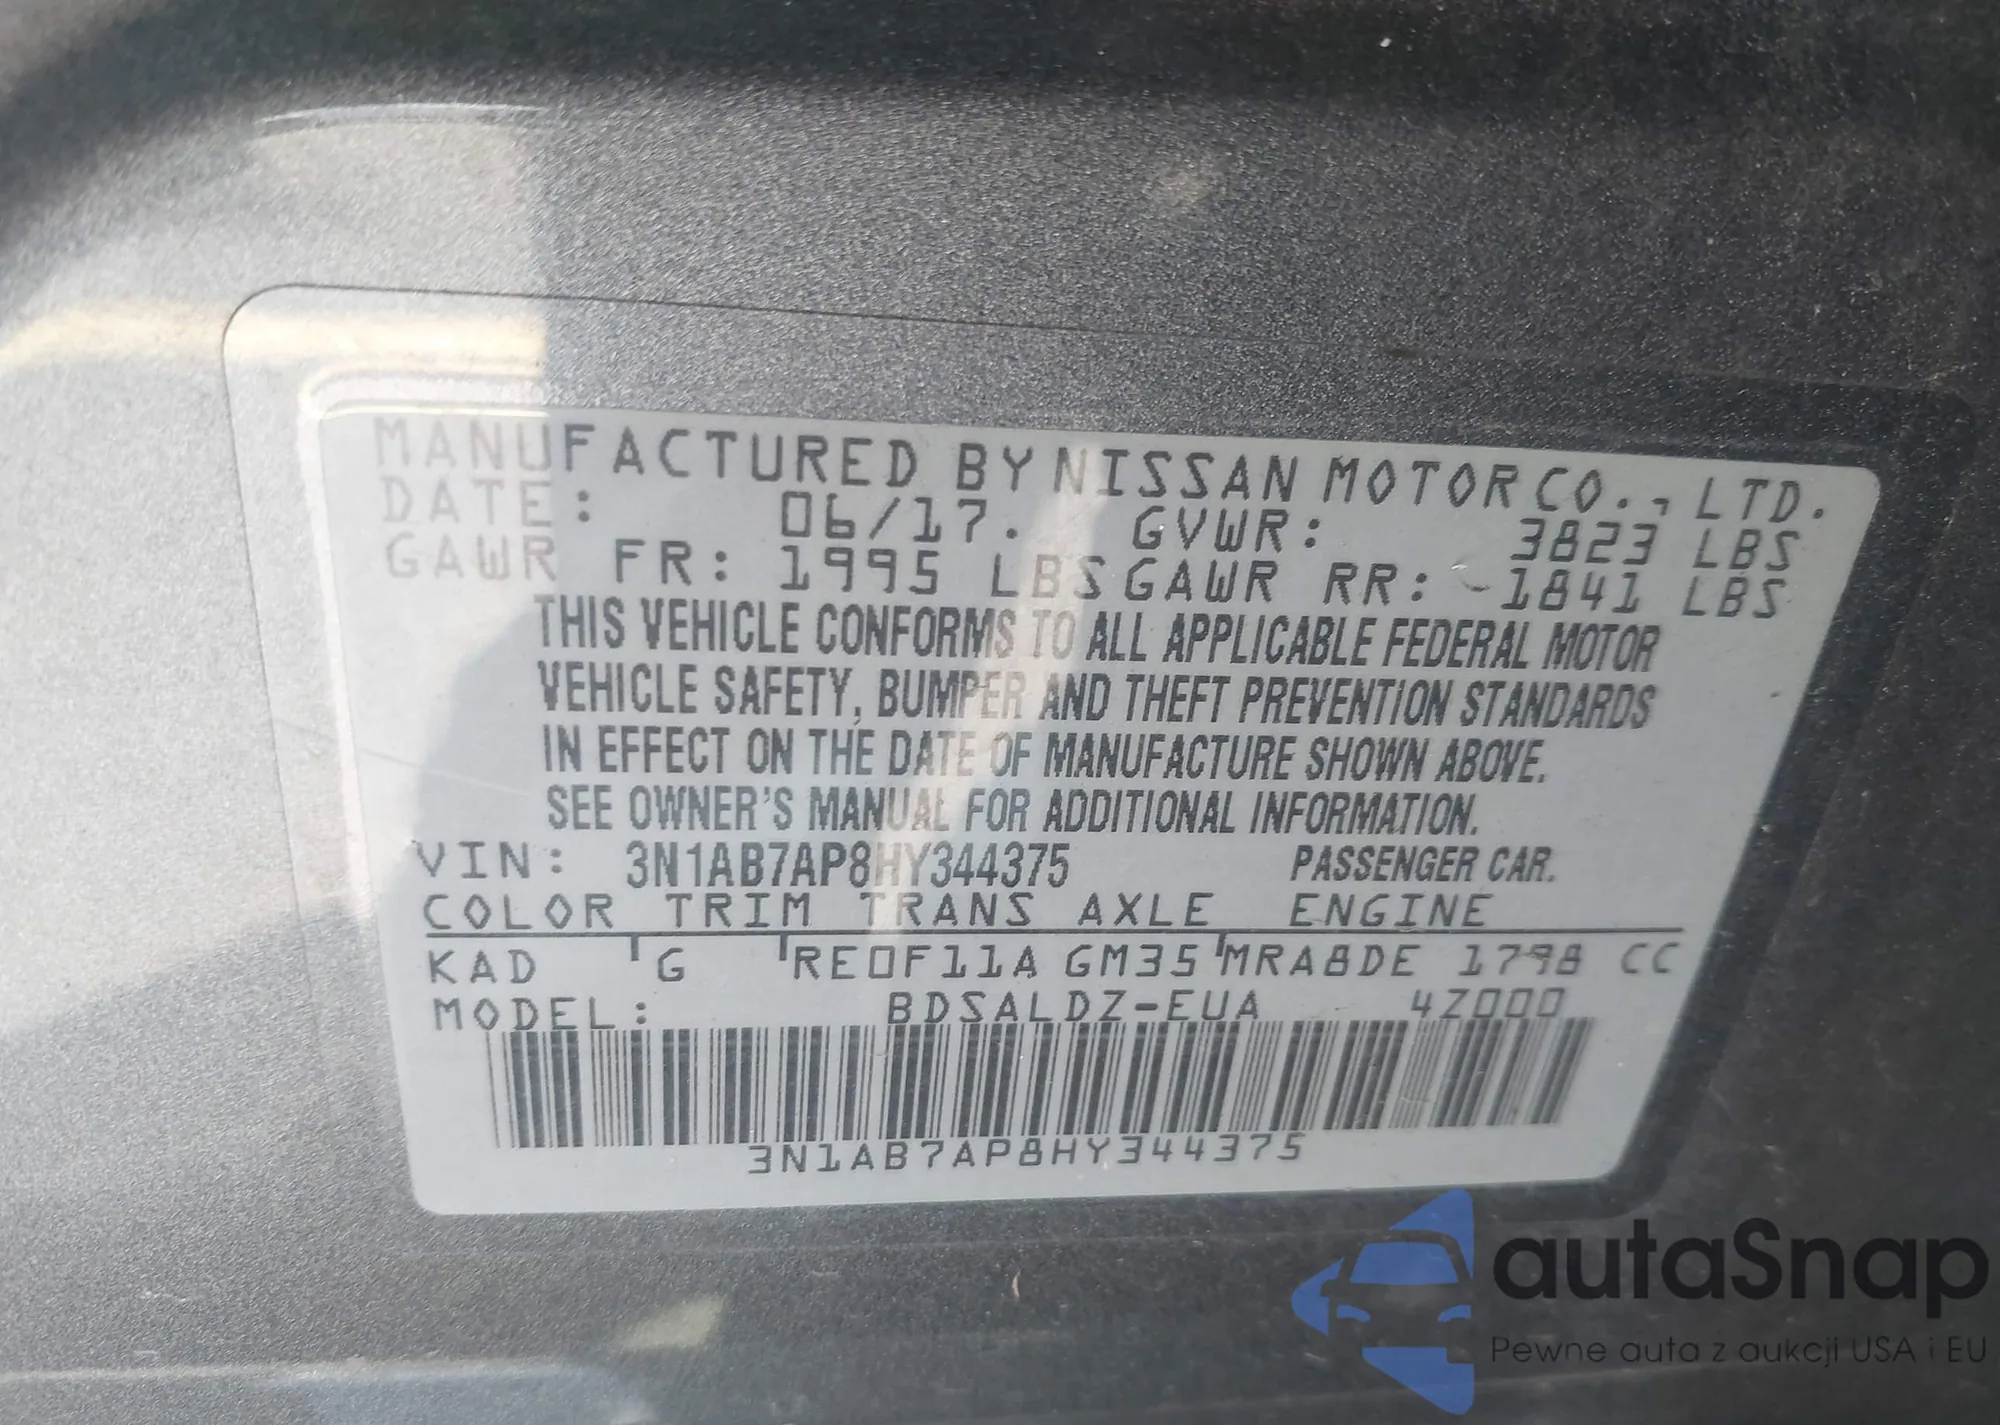 MANUFACTURED BY NISSAN MOTOR CO., LTD.
DATE: 06/17. GVWR: 3823 LBS
GAWR FR: 1995 LBS GAWR RR: 1841 LBS
THIS VEHICLE CONFORMS TO ALL APPLICABLE FEDERAL MOTOR
VEHICLE SAFETY, BUMPER AND THEFT PREVENTION STANDARDS
IN EFFECT ON THE DATE OF MANUFACTURE SHOWN ABOVE.
SEE OWNER'S MANUAL FOR ADDITIONAL INFORMATION.
VIN: 3N1AB7AP8HY344375 PASSENGER CAR.
COLOR TRIM TRANS AXLE ENGINE
KAD G RE0F11A GM35 MRA8DE 1798 CC
MODEL: BDSALDZ-EUA 4Z000
3N1AB7AP8HY344375
autaSnap
Pewne auta z aukcji USA i EU